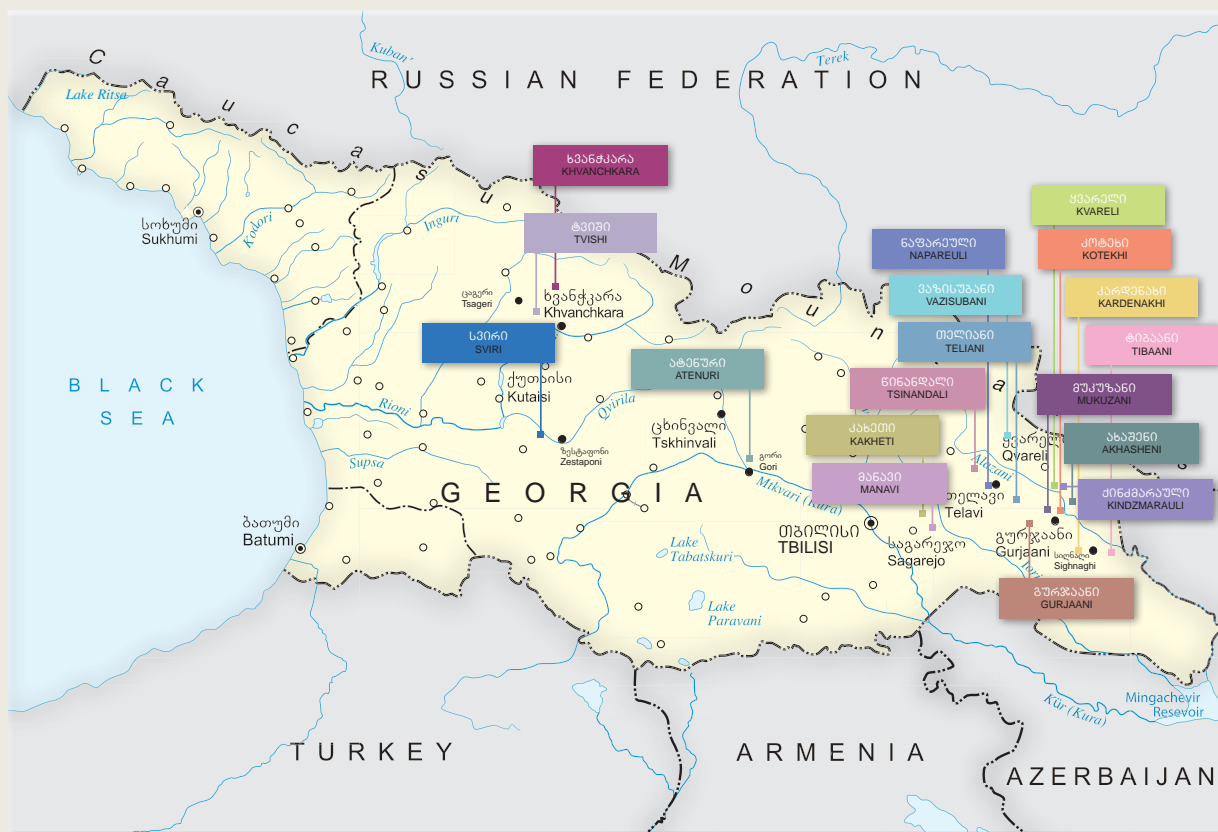 Caucasus Mountains
RUSSIAN FEDERATION
Kuban'
Terek
Lake Ritsa
ხვანჭკარა
KHVANCHKARA
ყვარელი
KVARELI
ტვიში
TVISHI
ნაფარეული
NAPAREULI
კოტეხი
KOTEKHI
სოხუმი
Sukhumi
Kodori
Inguri
ვაზისუბანი
VAZISUBANI
კარდენახი
KARDENAKHI
ცაგერი
Tsageri
ხვანჭკარა
Khvanchkara
სვირი
SVIRI
თელიანი
TELIANI
ტიბაანი
TIBAANI
ატენური
ATENURI
წინანდალი
TSINANDALI
მუკუზანი
MUKUZANI
BLACK
SEA
ქუთაისი
Kutaisi
Rioni
Qvirila
ცხინვალი
Tskhinvali
კახეთი
KAKHETI
ახაშენი
AKHASHENI
Qvareli
ზესტაფონი
Zestaponi
გორი
Gori
Supsa
Alazani
მანავი
MANAVI
ქინძმარაული
KINDZMARAULI
GEORGIA
Mtkvari (Kura)
თელავი
Telavi
ბათუმი
Batumi
თბილისი
TBILISI
საგარეჯო
Sagarejo
გურჯაანი
Gurjaani
სიღნაღი
Sighnaghi
Lake
Tabatskuri
Iori
გურჯაანი
GURJAANI
Lake
Paravani
Kür (Kura)
Mingachevir
Resevoir
TURKEY
ARMENIA
AZERBAIJAN